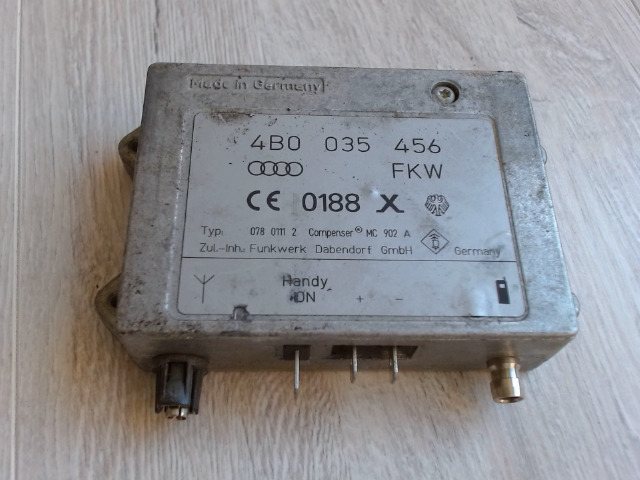 Made in Germany
4B0 035 456
FKW
CE 0188 X
Typ: 078 0111 2 Compenser® MC 902 A
Zul.-Inh.: Funkwerk Dabendorf GmbH Germany
Handy
ON + -